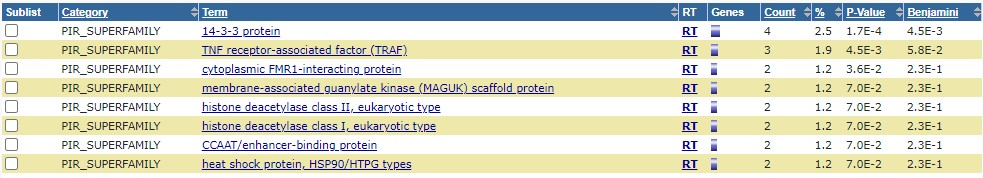 Sublist Category Term RT Genes Count % P-Value Benjamini
PIR_SUPERFAMILY 14-3-3 protein RT 4 2.5 1.7E-4 4.5E-3
PIR_SUPERFAMILY TNF receptor-associated factor (TRAF) RT 3 1.9 4.5E-3 5.8E-2
PIR_SUPERFAMILY cytoplasmic FMR1-interacting protein RT 2 1.2 3.6E-2 2.3E-1
PIR_SUPERFAMILY membrane-associated guanylate kinase (MAGUK) scaffold protein RT 2 1.2 7.0E-2 2.3E-1
PIR_SUPERFAMILY histone deacetylase class II, eukaryotic type RT 2 1.2 7.0E-2 2.3E-1
PIR_SUPERFAMILY histone deacetylase class I, eukaryotic type RT 2 1.2 7.0E-2 2.3E-1
PIR_SUPERFAMILY CCAAT/enhancer-binding protein RT 2 1.2 7.0E-2 2.3E-1
PIR_SUPERFAMILY heat shock protein, HSP90/HTPG types RT 2 1.2 7.0E-2 2.3E-1